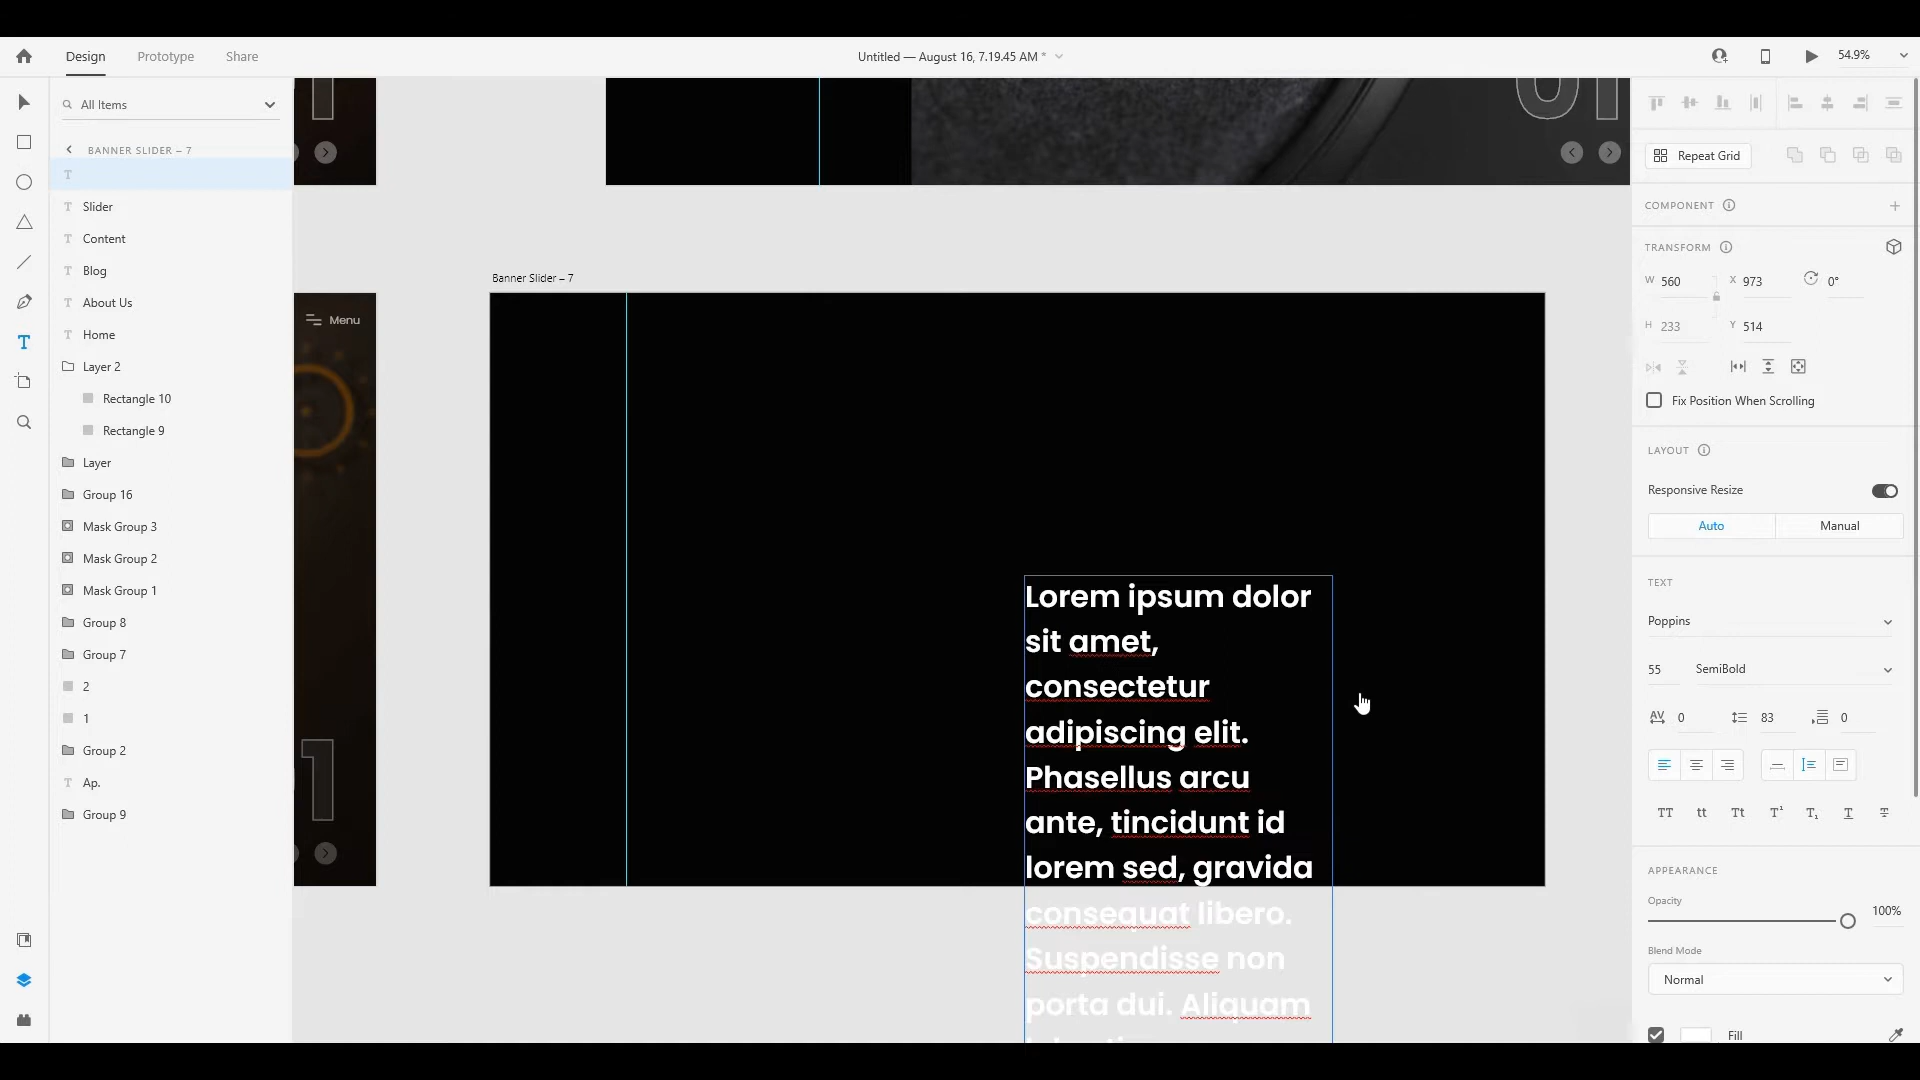 Design
Prototype
Share
Untitled — August 16, 7.19.45 AM *
54.9%
All Items
BANNER SLIDER – 7
Slider
Content
Blog
About Us
Home
Layer 2
Rectangle 10
Rectangle 9
Layer
Group 16
Mask Group 3
Mask Group 2
Mask Group 1
Group 8
Group 7
2
1
Group 2
Ap.
Group 9
01
Banner Slider – 7
Menu
1
Lorem ipsum dolor
sit amet,
consectetur
adipiscing elit.
Phasellus arcu
ante, tincidunt id
lorem sed, gravida
consequat libero.
Suspendisse non
porta dui. Aliquam
Repeat Grid
COMPONENT
TRANSFORM
W 560
X 973
0°
H 233
Y 514
Fix Position When Scrolling
LAYOUT
Responsive Resize
Auto
Manual
TEXT
Poppins
55
SemiBold
AV 0
83
0
TT
tt
Tt
T¹
T₁
T
T
APPEARANCE
Opacity
100%
Blend Mode
Normal
Fill